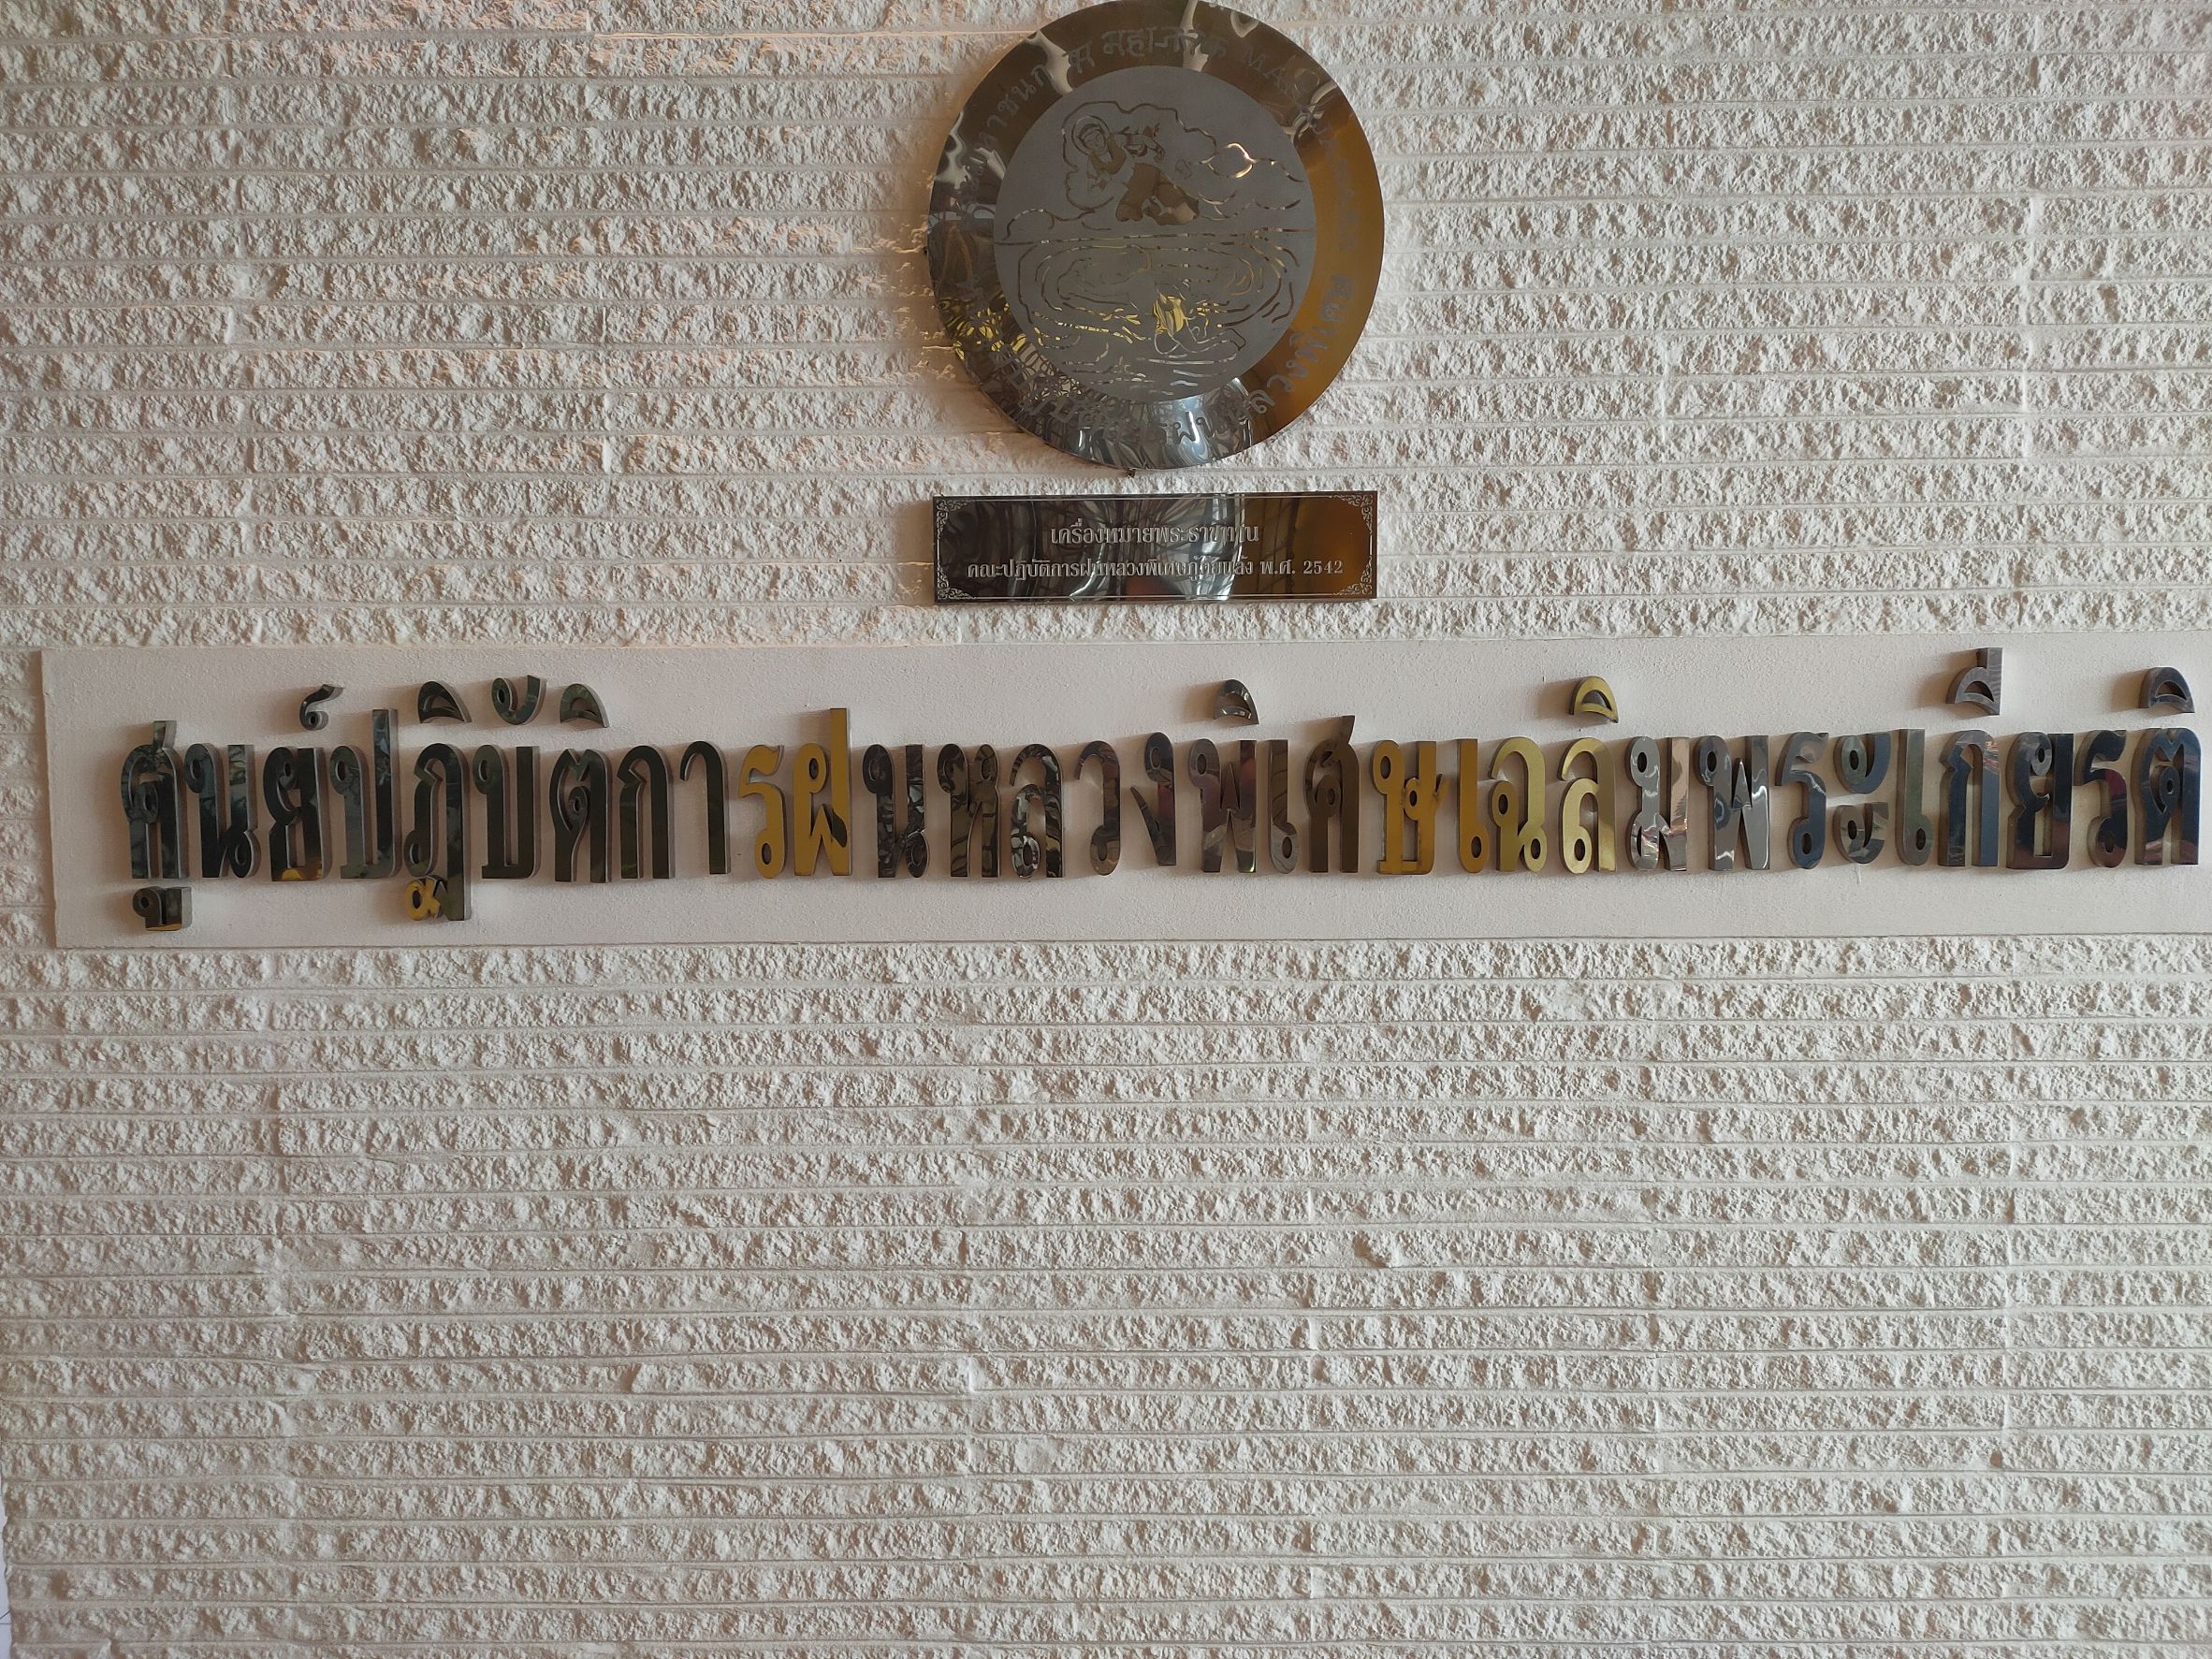 เครื่องหมายพระราชทาน
คณะปฏิบัติการฝนหลวงพิเศษกู้ภัยแล้ง พ.ศ. 2542
ศูนย์ปฏิบัติการฝนหลวงพิเศษเฉลิมพระเกียรติ